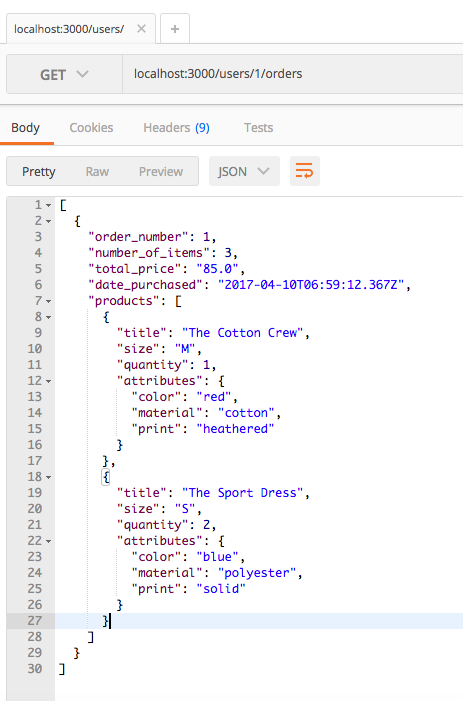 localhost:3000/users/ × +
GET localhost:3000/users/1/orders
Body Cookies Headers (9) Tests
Pretty Raw Preview JSON
1 [
2 {
3 "order_number": 1,
4 "number_of_items": 3,
5 "total_price": "85.0",
6 "date_purchased": "2017-04-10T06:59:12.367Z",
7 "products": [
8 {
9 "title": "The Cotton Crew",
10 "size": "M",
11 "quantity": 1,
12 "attributes": {
13 "color": "red",
14 "material": "cotton",
15 "print": "heathered"
16 }
17 },
18 {
19 "title": "The Sport Dress",
20 "size": "S",
21 "quantity": 2,
22 "attributes": {
23 "color": "blue",
24 "material": "polyester",
25 "print": "solid"
26 }
27 }
28 ]
29 }
30 ]